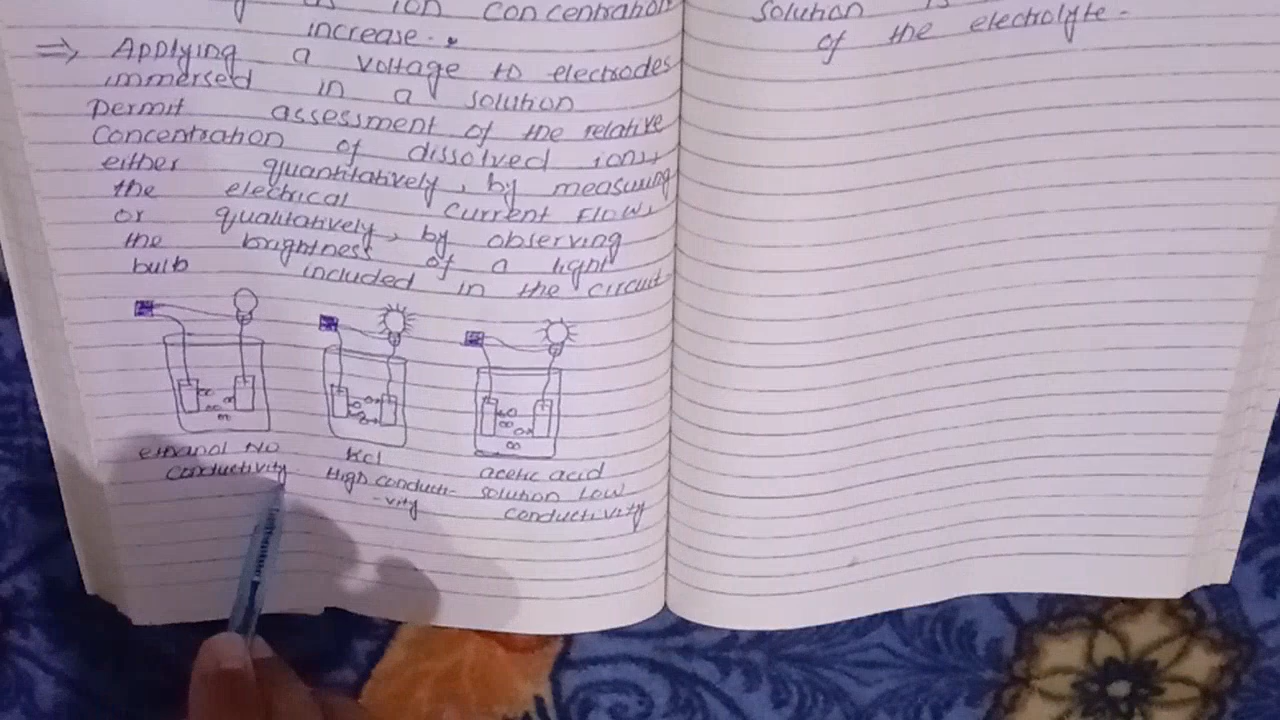 ion concentration
increase.
⇒ Applying a voltage to electrodes
immersed in a solution
permit assessment of the relative
concentration of dissolved ions,
either quantitatively, by measuring
the electrical current flow,
or qualitatively, by observing
the brightness of a light
bulb included in the circuit.
ethanol No
conductivity
KCl
High conducti-
-vity
acetic acid
solution Low
conductivity
solution
of the electrolyte.